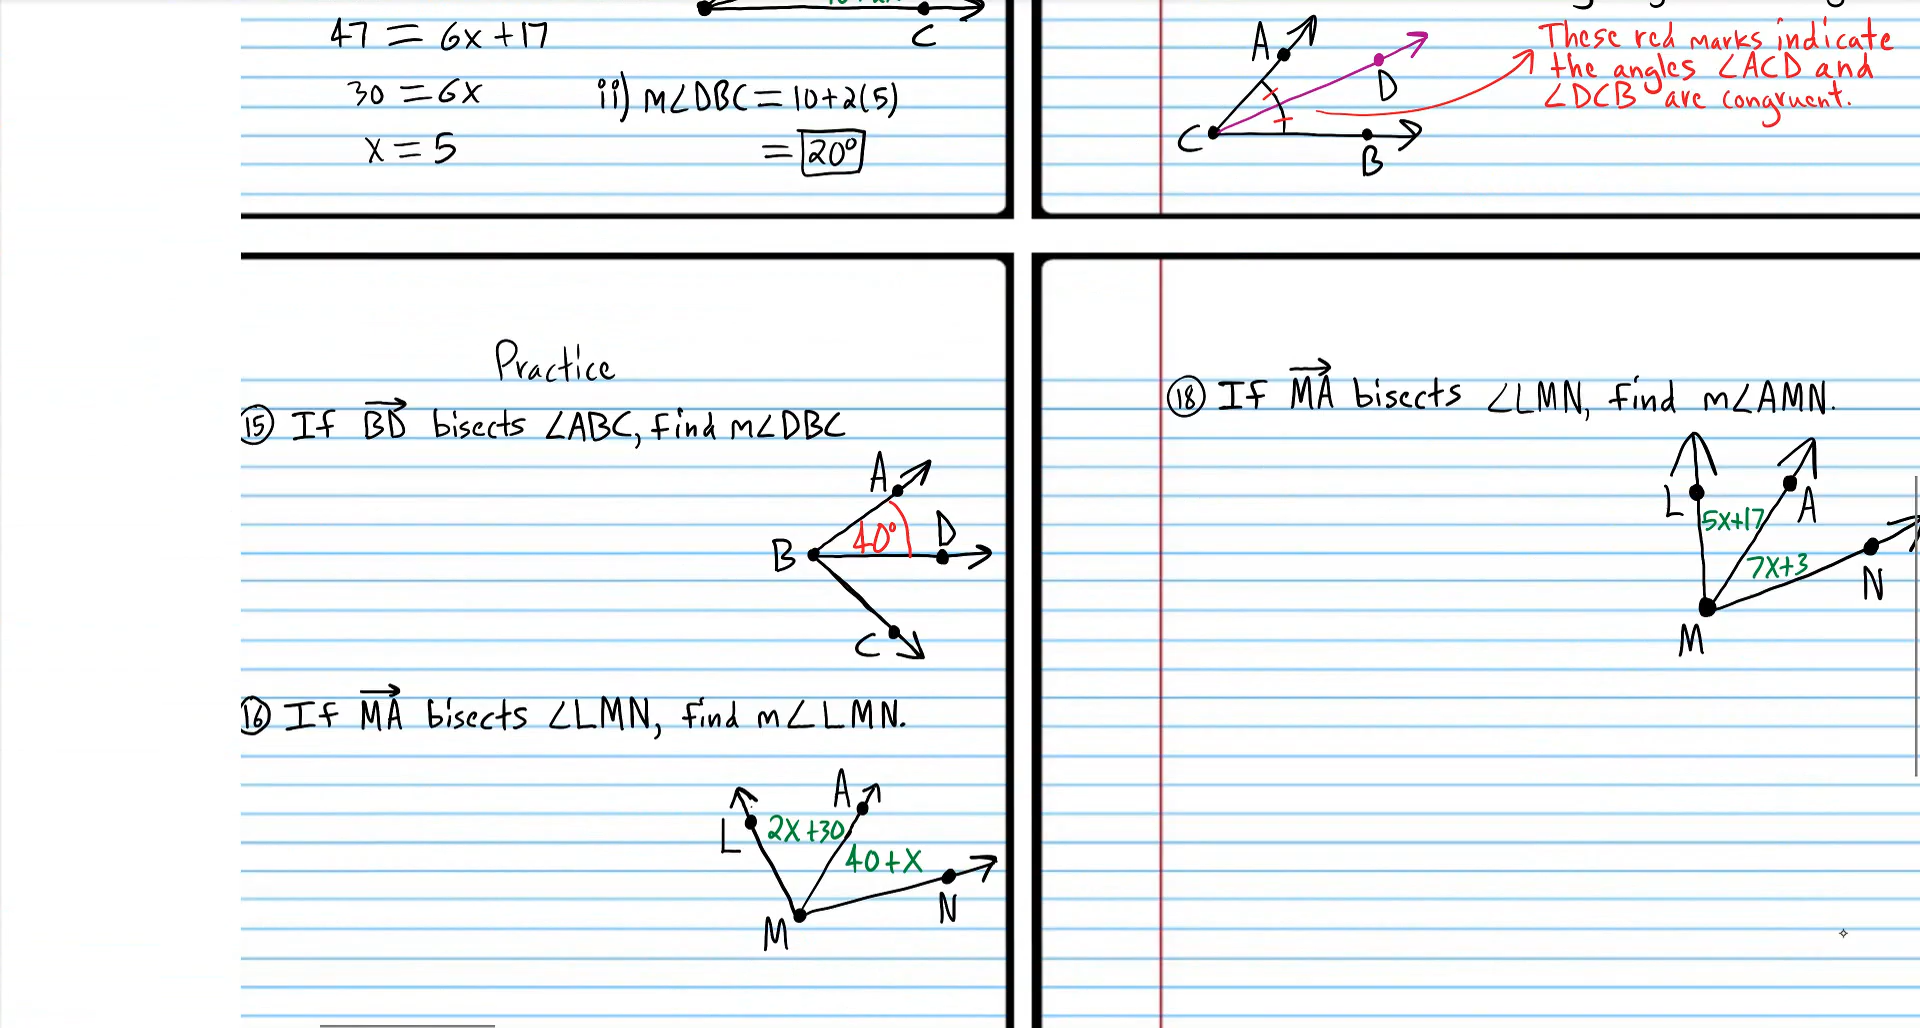 47 = 6x + 17
30 = 6x
x = 5
C
ii) m∠DBC = 10 + 2(5)
= 20°
A
D
C
B
These red marks indicate
the angles ∠ACD and
∠DCB are congruent.
Practice
15 If BD bisects ∠ABC, find m∠DBC
A
40°
D
B
C
16 If MA bisects ∠LMN, find m∠LMN.
A
L
2x+30
40+x
N
M
18 If MA bisects ∠LMN, find m∠AMN.
L
5x+17
A
7x+3
N
M